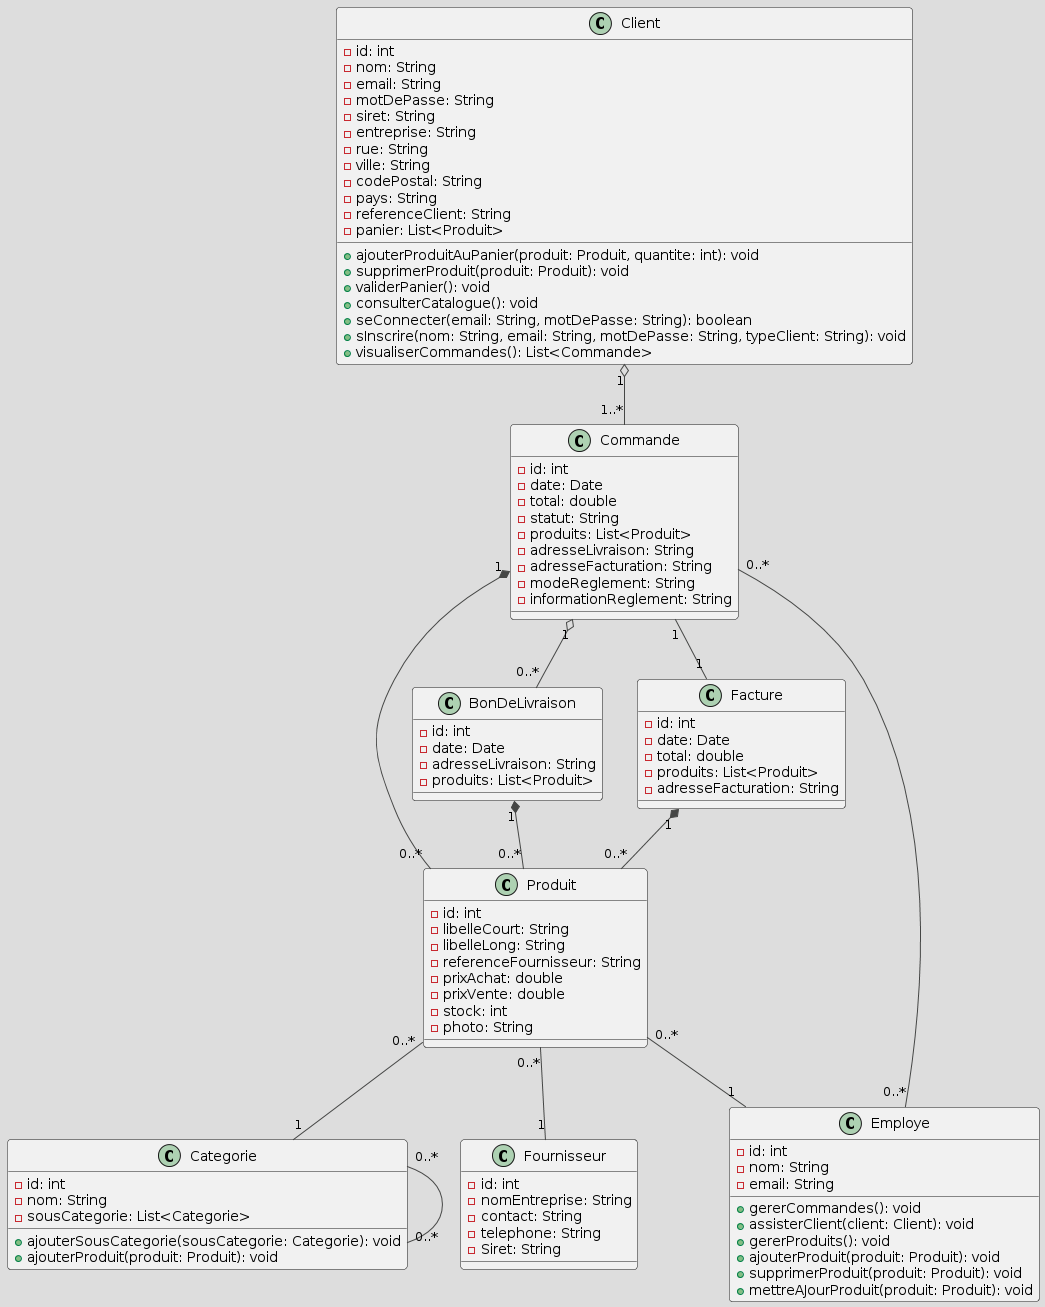 C Client
id: int
nom: String
email: String
motDePasse: String
siret: String
entreprise: String
rue: String
ville: String
codePostal: String
pays: String
referenceClient: String
panier: List<Produit>
ajouterProduitAuPanier(produit: Produit, quantite: int): void
supprimerProduit(produit: Produit): void
validerPanier(): void
consulterCatalogue(): void
seConnecter(email: String, motDePasse: String): boolean
sInscrire(nom: String, email: String, motDePasse: String, typeClient: String): void
visualiserCommandes(): List<Commande>
1
1..*
C Commande
id: int
date: Date
total: double
statut: String
produits: List<Produit>
adresseLivraison: String
adresseFacturation: String
modeReglement: String
informationReglement: String
1
0..*
1
1
0..*
1
C BonDeLivraison
id: int
date: Date
adresseLivraison: String
produits: List<Produit>
C Facture
id: int
date: Date
total: double
produits: List<Produit>
adresseFacturation: String
1
1
0..*
0..*
0..*
C Produit
id: int
libelleCourt: String
libelleLong: String
referenceFournisseur: String
prixAchat: double
prixVente: double
stock: int
photo: String
0..*
0..*
0..*
1
1
1
0..*
C Categorie
id: int
nom: String
sousCategorie: List<Categorie>
ajouterSousCategorie(sousCategorie: Categorie): void
ajouterProduit(produit: Produit): void
0..*
0..*
C Fournisseur
id: int
nomEntreprise: String
contact: String
telephone: String
Siret: String
C Employe
id: int
nom: String
email: String
gererCommandes(): void
assisterClient(client: Client): void
gererProduits(): void
ajouterProduit(produit: Produit): void
supprimerProduit(produit: Produit): void
mettreAJourProduit(produit: Produit): void